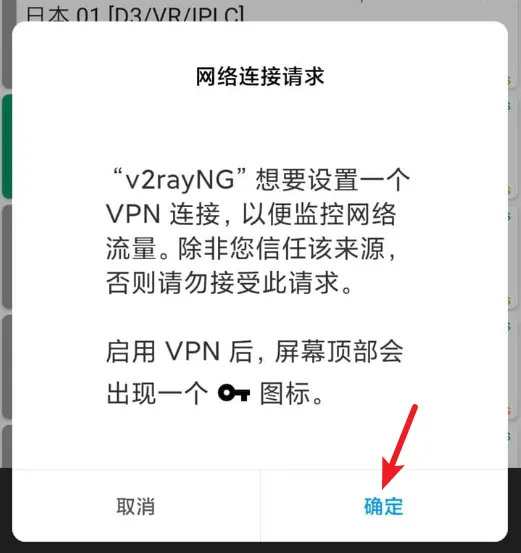 日本 01 [D3/VR/IPLC]
网络连接请求
“v2rayNG” 想要设置一个
VPN 连接，以便监控网络
流量。除非您信任该来源，
否则请勿接受此请求。
启用 VPN 后，屏幕顶部会
出现一个 图标。
取消
确定